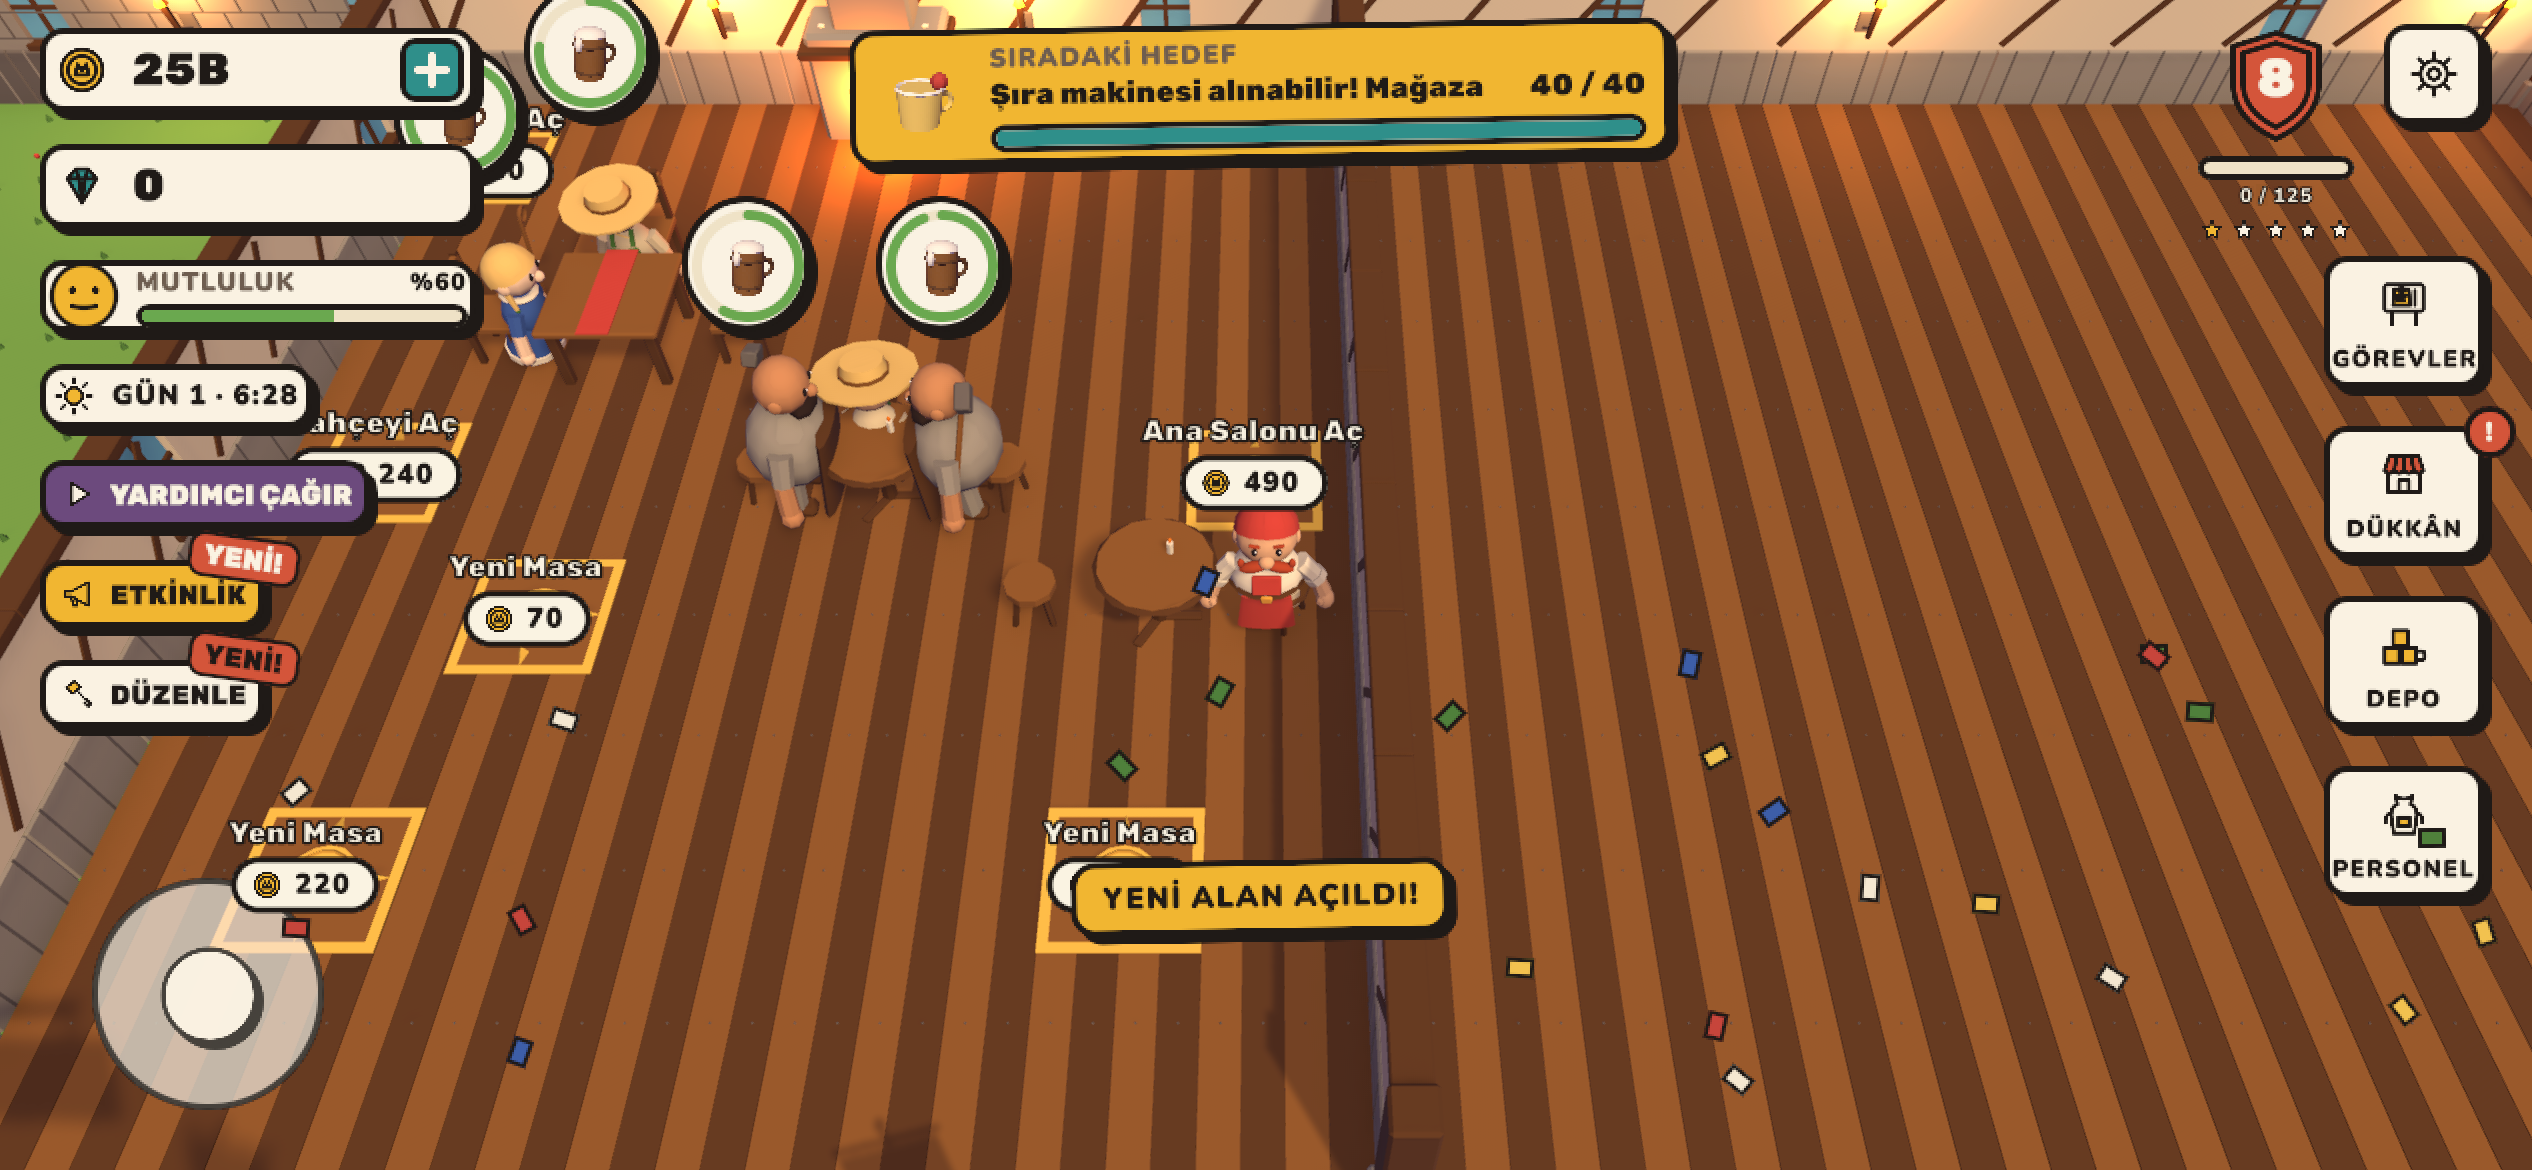 25B
0
MUTLULUK
%60
GÜN 1 · 6:28
YARDIMCI ÇAĞIR
YENİ!
ETKİNLİK
YENİ!
DÜZENLE
SIRADAKİ HEDEF
Şıra makinesi alınabilir! Mağaza
40 / 40
8
0 / 125
GÖREVLER
!
DÜKKÂN
DEPO
PERSONEL
Aç
0
ahçeyi Aç
240
Yeni Masa
70
Ana Salonu Aç
490
Yeni Masa
220
Yeni Masa
YENİ ALAN AÇILDI!